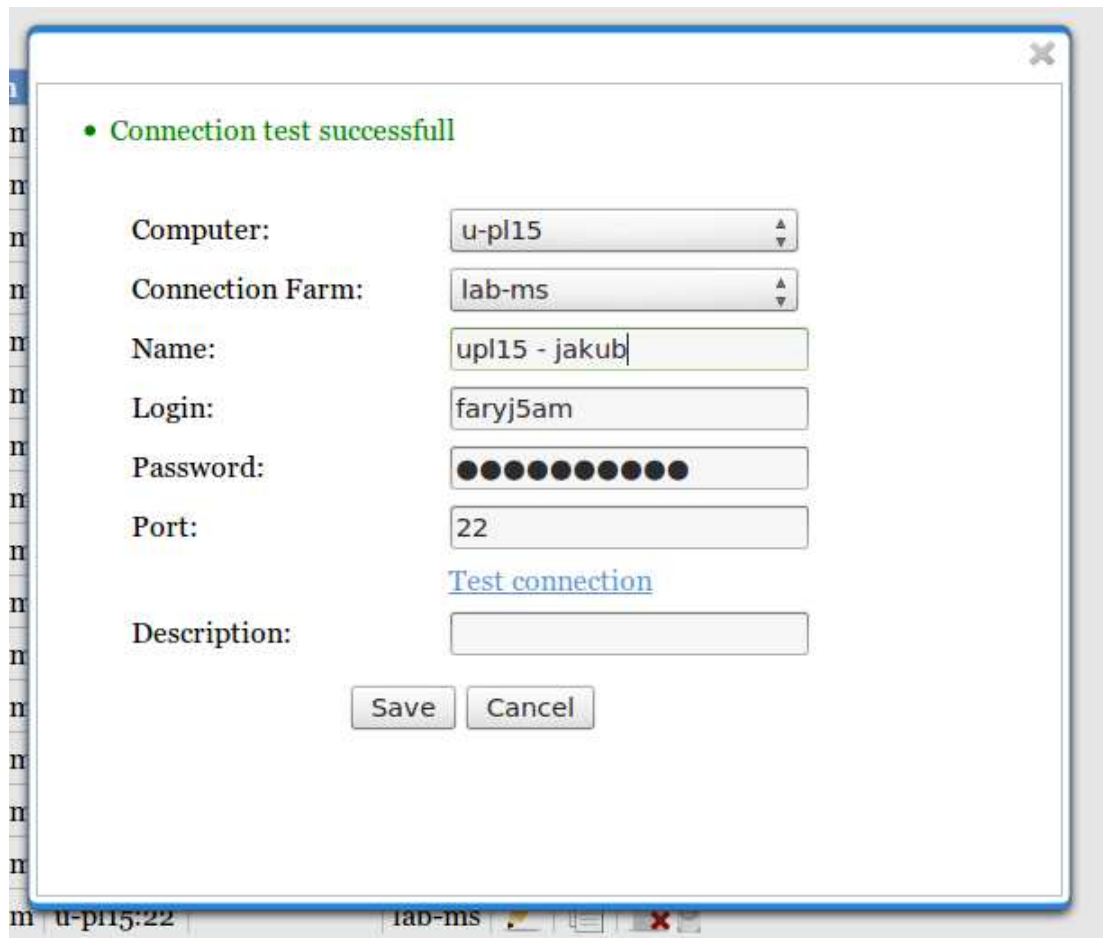 Connection test successfull
Computer: u-pl15
Connection Farm: lab-ms
Name: upl15 - jakub
Login: faryj5am
Password: ●●●●●●●●●●
Port: 22
Test connection
Description:
Save Cancel
m u-pl15:22 lab-ms